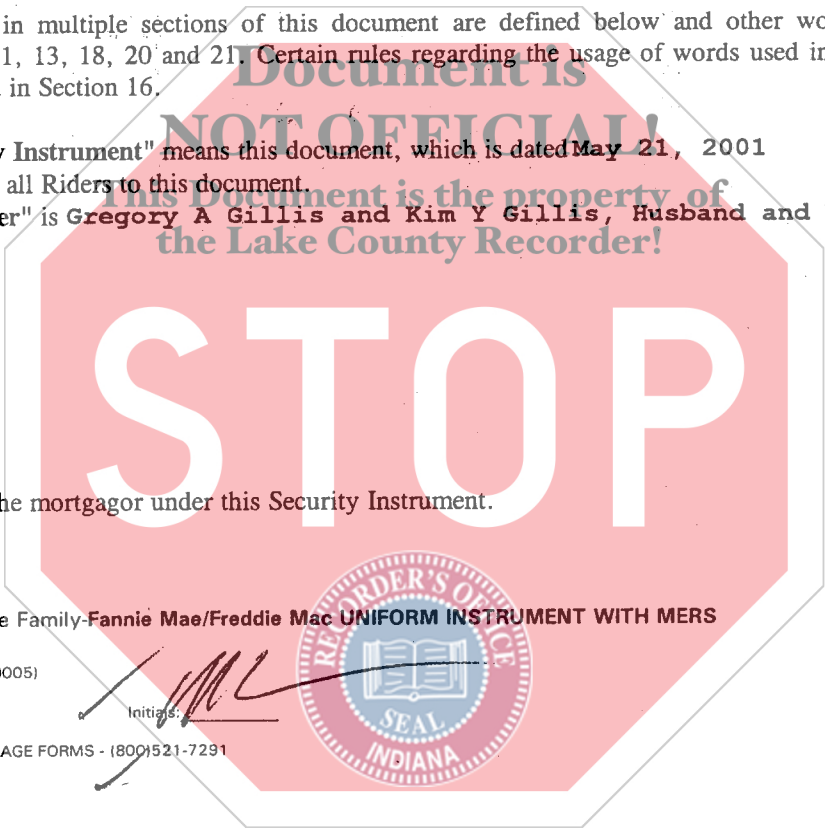 in multiple sections of this document are defined below and other wo
1, 13, 18, 20 and 21. Certain rules regarding the usage of words used in
in Section 16.
Document is
NOT OFFICIAL!
Instrument" means this document, which is dated May 21, 2001
all Riders to this document.
This Document is the property of
er" is Gregory A Gillis and Kim Y Gillis, Husband and
the Lake County Recorder!
STOP
he mortgagor under this Security Instrument.
RECORDER'S OFFICE
e Family-Fannie Mae/Freddie Mac UNIFORM INSTRUMENT WITH MERS
0005)
Initials:
SEAL
INDIANA
AGE FORMS - (800)521-7291